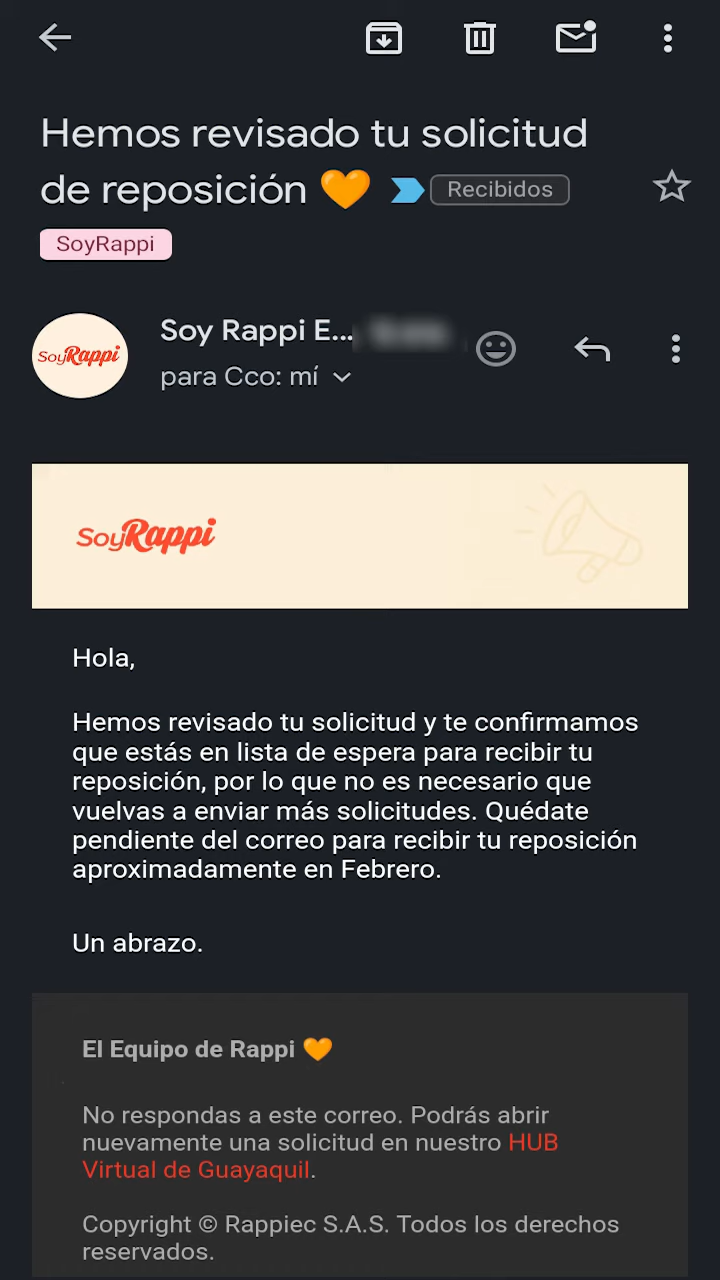 Hemos revisado tu solicitud
de reposición 🧡 Recibidos
SoyRappi
SoyRappi
Soy Rappi E...
para Cco: mí
SoyRappi
Hola,
Hemos revisado tu solicitud y te confirmamos
que estás en lista de espera para recibir tu
reposición, por lo que no es necesario que
vuelvas a enviar más solicitudes. Quédate
pendiente del correo para recibir tu reposición
aproximadamente en Febrero.
Un abrazo.
El Equipo de Rappi 🧡
No respondas a este correo. Podrás abrir
nuevamente una solicitud en nuestro HUB
Virtual de Guayaquil.
Copyright © Rappiec S.A.S. Todos los derechos
reservados.